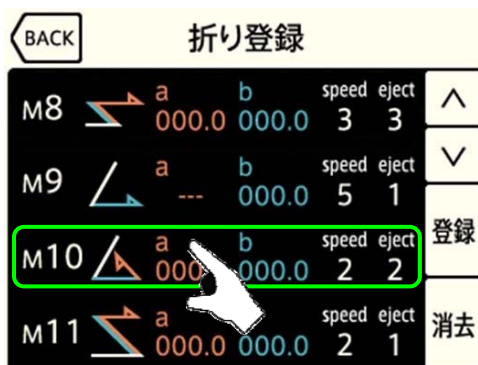 BACK
折り登録
M8 a 000.0 b 000.0 speed 3 eject 3
M9 a --- b 000.0 speed 5 eject 1
M10 a 000 b 000.0 speed 2 eject 2
M11 a 000.0 b 000.0 speed 2 eject 1
登録
消去